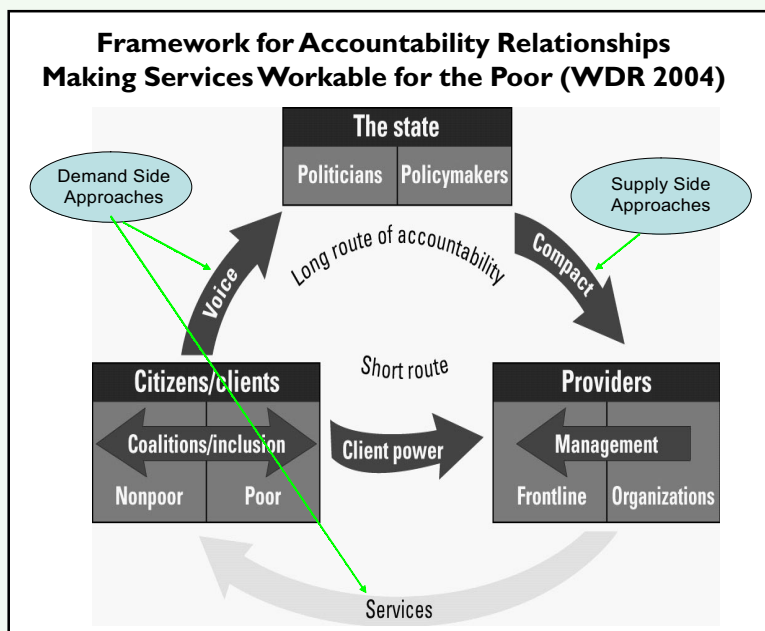 Framework for Accountability Relationships
Making Services Workable for the Poor (WDR 2004)
The state
Politicians
Policymakers
Demand Side
Approaches
Supply Side
Approaches
Long route of accountability
Voice
Compact
Short route
Citizens/clients
Providers
Coalitions/inclusion
Client power
Management
Nonpoor
Poor
Frontline
Organizations
Services